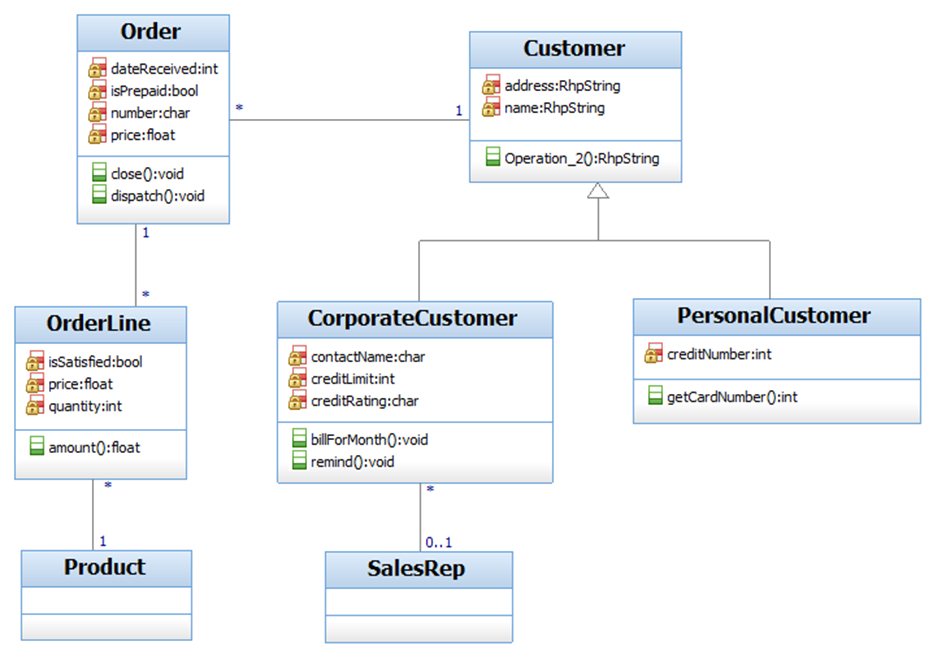 Order
dateReceived:int
isPrepaid:bool
number:char
price:float
close():void
dispatch():void
*
1
Customer
address:RhpString
name:RhpString
Operation_2():RhpString
1
*
OrderLine
isSatisfied:bool
price:float
quantity:int
amount():float
CorporateCustomer
contactName:char
creditLimit:int
creditRating:char
billForMonth():void
remind():void
PersonalCustomer
creditNumber:int
getCardNumber():int
*
1
Product
*
0..1
SalesRep